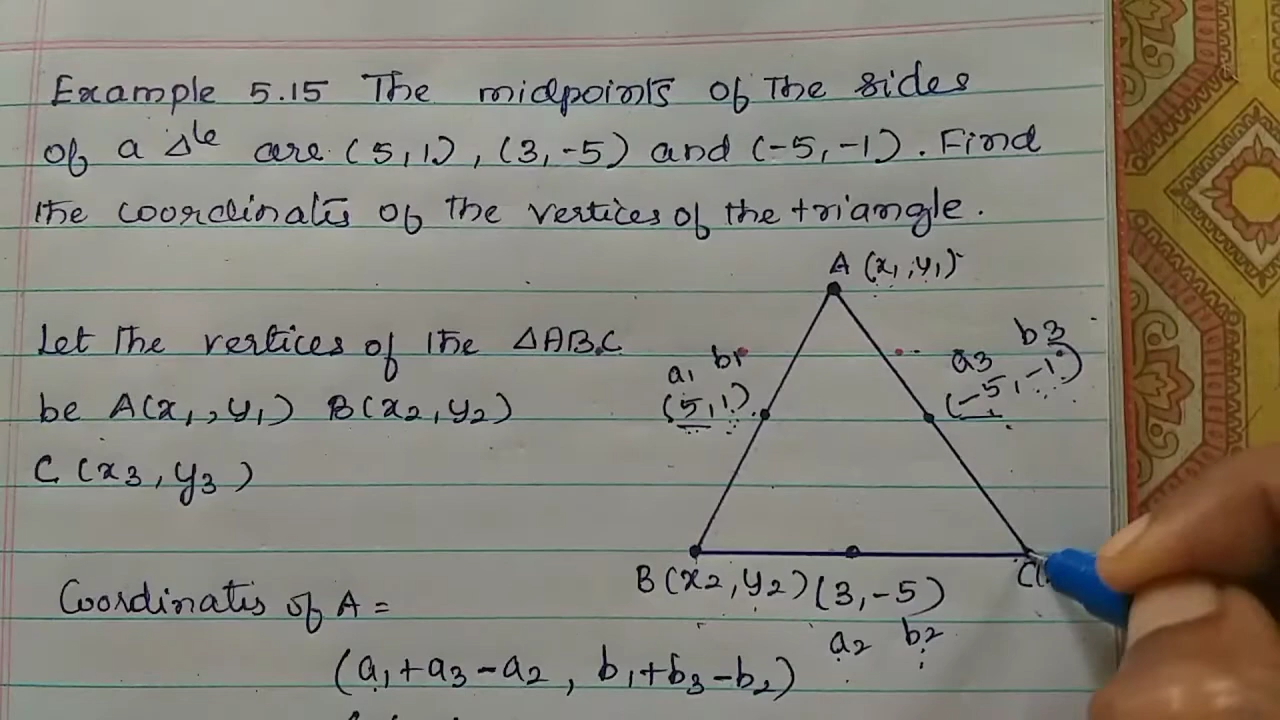 Example 5.15 The midpoints of The sides
of a Δle are (5,1), (3,-5) and (-5,-1). Find
the coordinates of the vertices of the triangle.
A (x1,y1)
Let The vertices of the ΔABC
be A(x1,y1) B(x2,y2)
C (x3,y3)
a1 b1
(5,1)
a3 b3
(-5,-1)
B(x2,y2) (3,-5) C(
a2 b2
Coordinates of A =
(a1+a3-a2, b1+b3-b2)